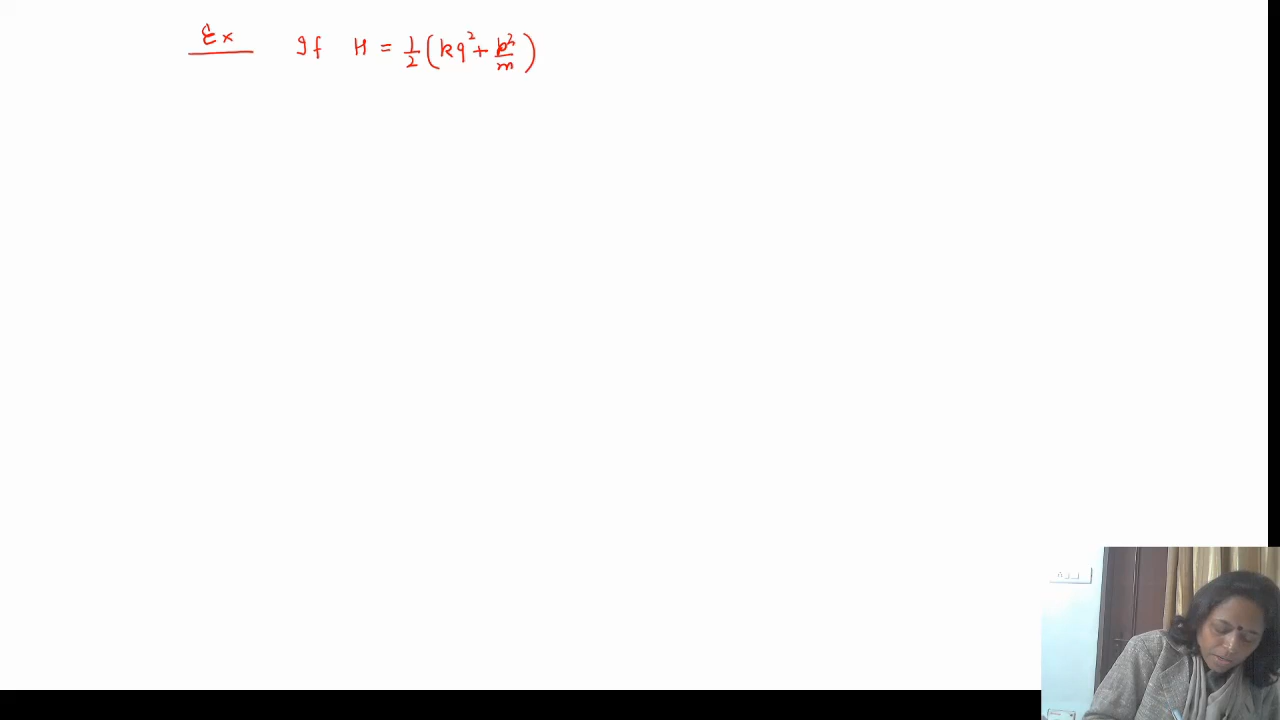 Ex If H = 1/2 (kq² + p²/m)